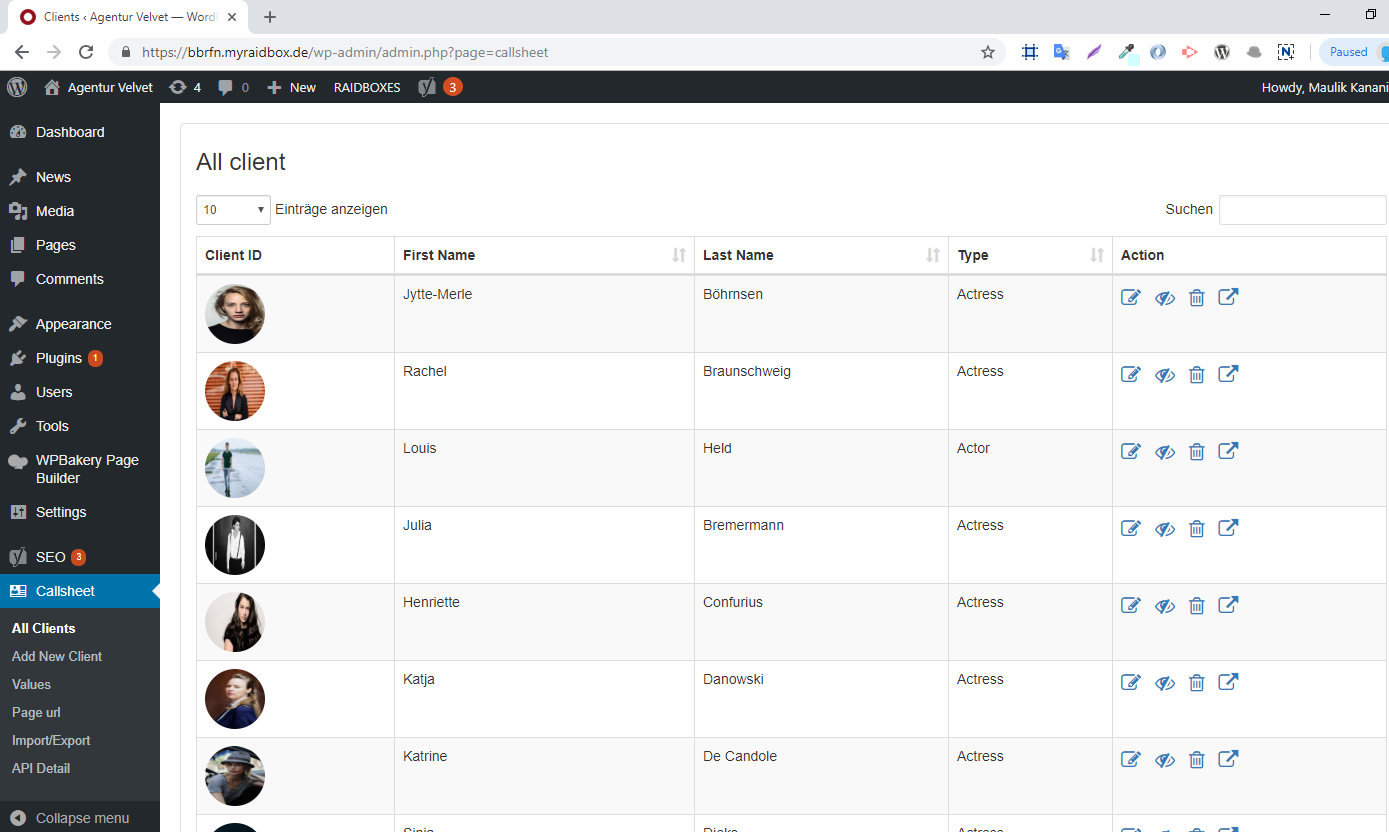 Clients ‹ Agentur Velvet — Word
https://bbrfn.myraidbox.de/wp-admin/admin.php?page=callsheet
Paused
Agentur Velvet 4 0 New RAIDBOXES 3
Howdy, Maulik Kanani
Dashboard
News
Media
Pages
Comments
Appearance
Plugins 1
Users
Tools
WPBakery Page
Builder
Settings
SEO 3
Callsheet
All Clients
Add New Client
Values
Page url
Import/Export
API Detail
Collapse menu
All client
10 Einträge anzeigen
Suchen
Client ID First Name Last Name Type Action
Jytte-Merle Böhrnsen Actress
Rachel Braunschweig Actress
Louis Held Actor
Julia Bremermann Actress
Henriette Confurius Actress
Katja Danowski Actress
Katrine De Candole Actress